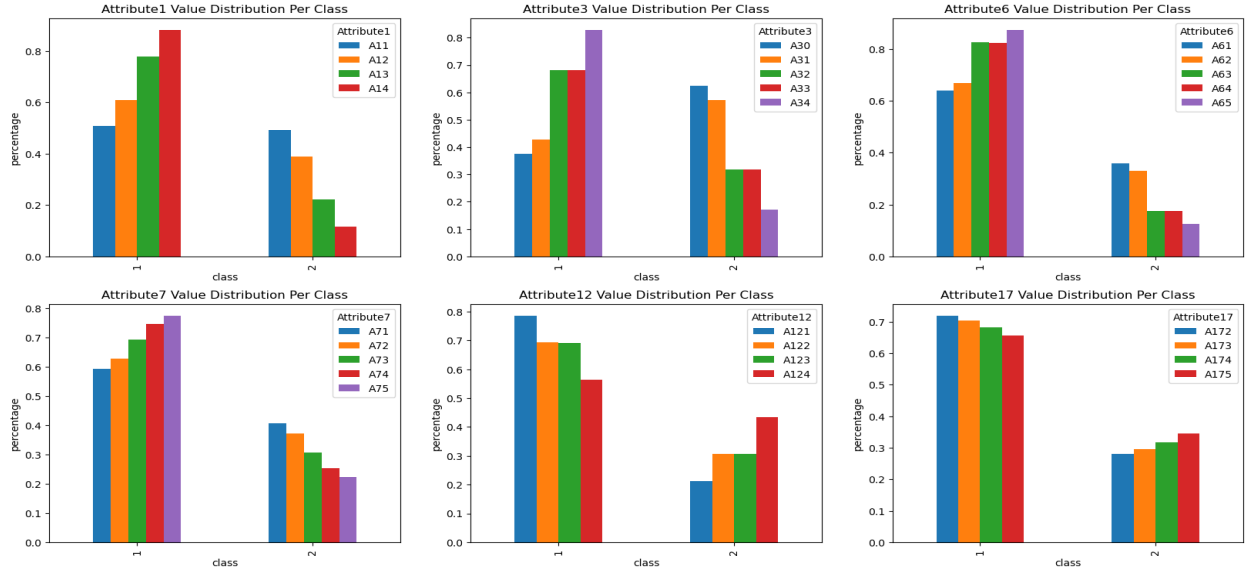 Attribute1 Value Distribution Per Class
Attribute1
A11
A12
A13
A14
percentage
0.8
0.6
0.4
0.2
0.0
1
2
class
Attribute3 Value Distribution Per Class
Attribute3
A30
A31
A32
A33
A34
percentage
0.8
0.7
0.6
0.5
0.4
0.3
0.2
0.1
0.0
1
2
class
Attribute6 Value Distribution Per Class
Attribute6
A61
A62
A63
A64
A65
percentage
0.8
0.6
0.4
0.2
0.0
1
2
class
Attribute7 Value Distribution Per Class
Attribute7
A71
A72
A73
A74
A75
percentage
0.8
0.7
0.6
0.5
0.4
0.3
0.2
0.1
0.0
1
2
class
Attribute12 Value Distribution Per Class
Attribute12
A121
A122
A123
A124
percentage
0.8
0.7
0.6
0.5
0.4
0.3
0.2
0.1
0.0
1
2
class
Attribute17 Value Distribution Per Class
Attribute17
A172
A173
A174
A175
percentage
0.7
0.6
0.5
0.4
0.3
0.2
0.1
0.0
1
2
class